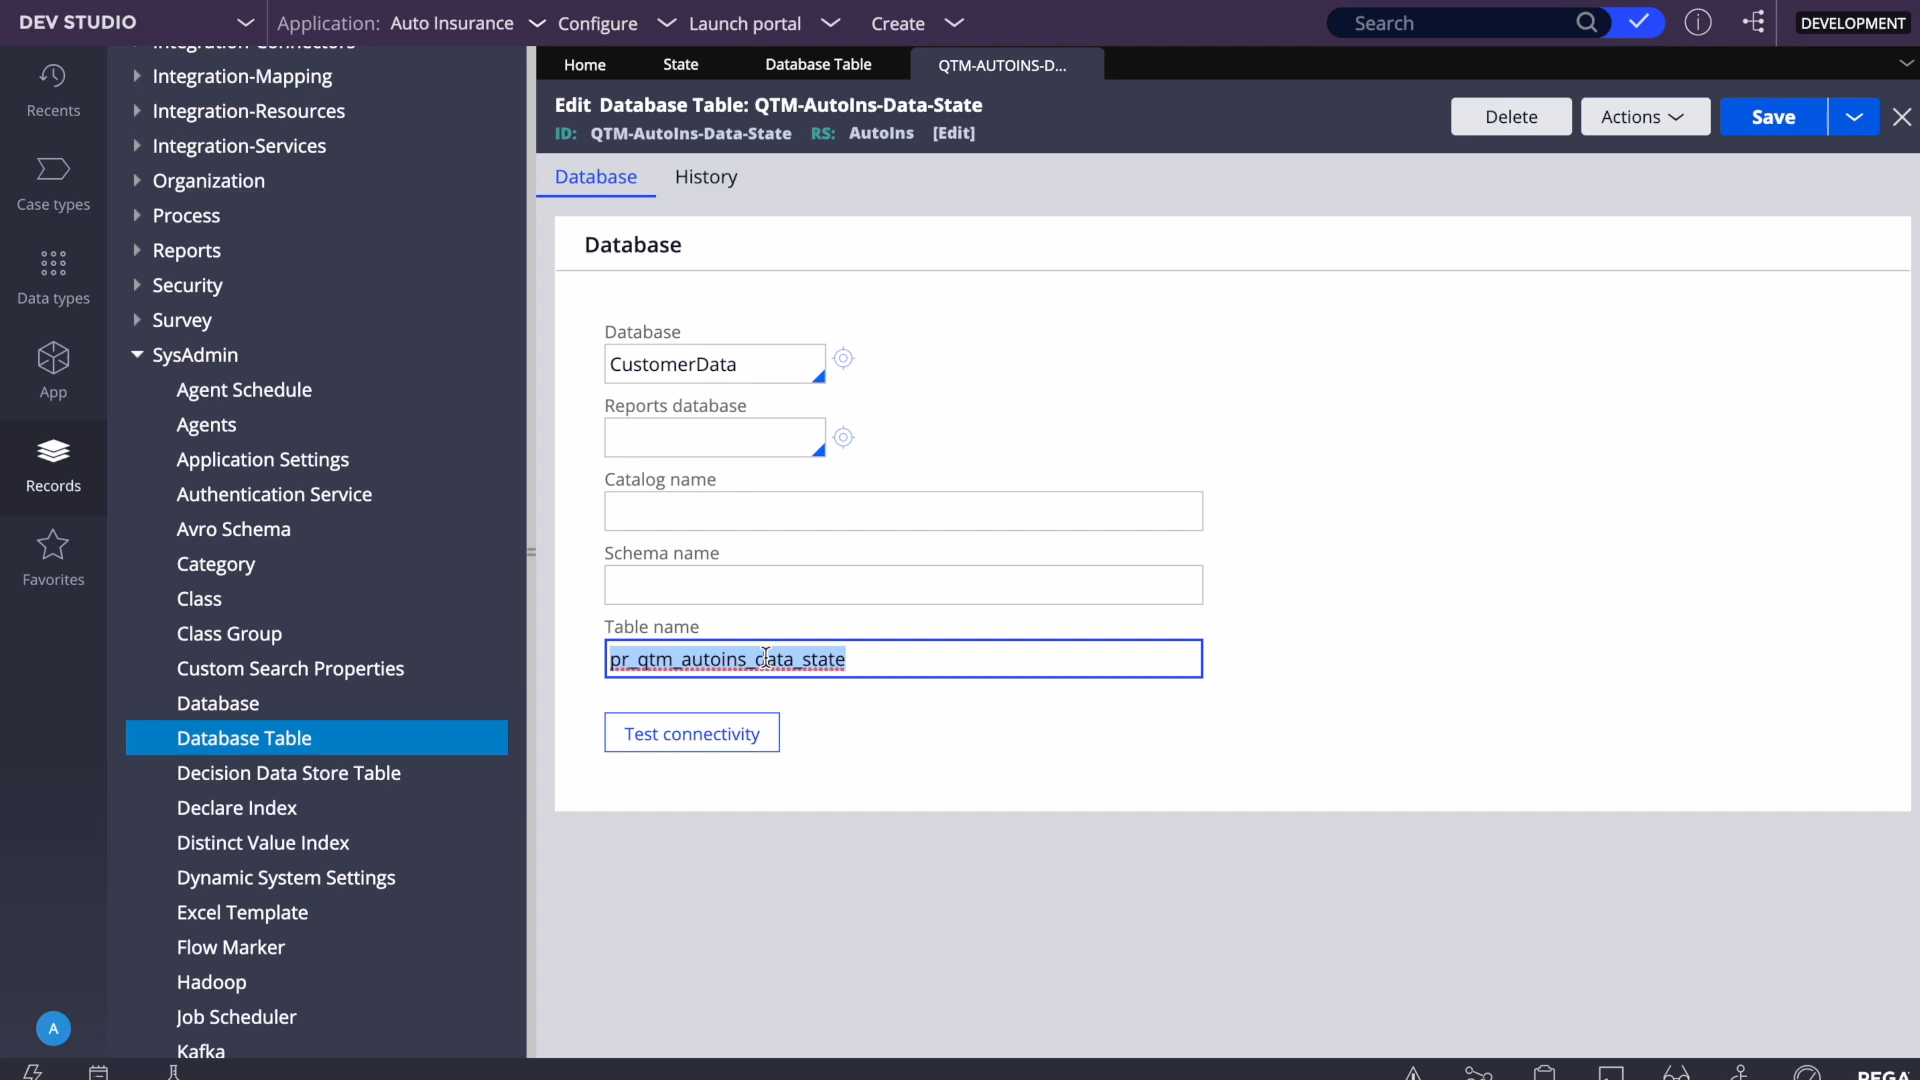 DEV STUDIO
Application: Auto Insurance
Configure
Launch portal
Create
Search
DEVELOPMENT
Recents
Case types
Data types
App
Records
Favorites
A
Integration-Connectors
Integration-Mapping
Integration-Resources
Integration-Services
Organization
Process
Reports
Security
Survey
SysAdmin
Agent Schedule
Agents
Application Settings
Authentication Service
Avro Schema
Category
Class
Class Group
Custom Search Properties
Database
Database Table
Decision Data Store Table
Declare Index
Distinct Value Index
Dynamic System Settings
Excel Template
Flow Marker
Hadoop
Job Scheduler
Kafka
Home
State
Database Table
QTM-AUTOINS-D...
Edit Database Table: QTM-AutoIns-Data-State
ID: QTM-AutoIns-Data-State RS: AutoIns [Edit]
Delete
Actions
Save
Database
History
Database
Database
CustomerData
Reports database
Catalog name
Schema name
Table name
pr_qtm_autoins_data_state
Test connectivity
PEGA